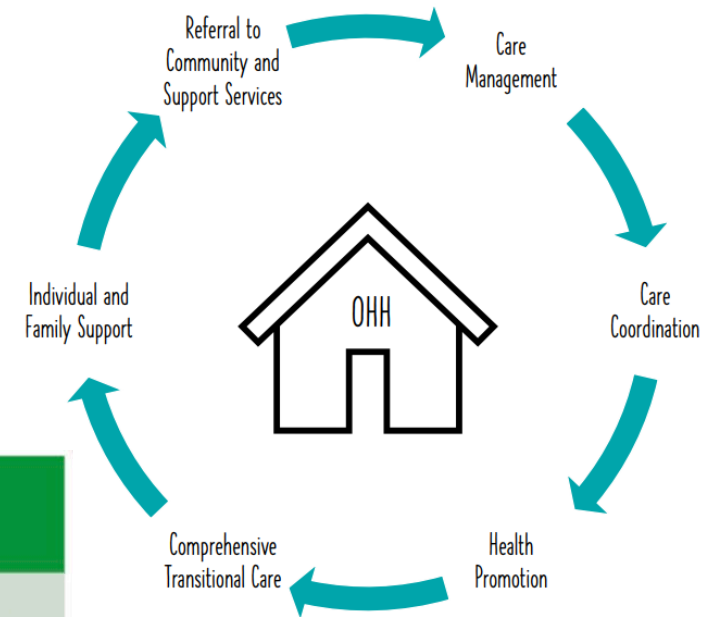 Referral to
Community and
Support Services
Care
Management
Individual and
Family Support
OHH
Care
Coordination
Comprehensive
Transitional Care
Health
Promotion